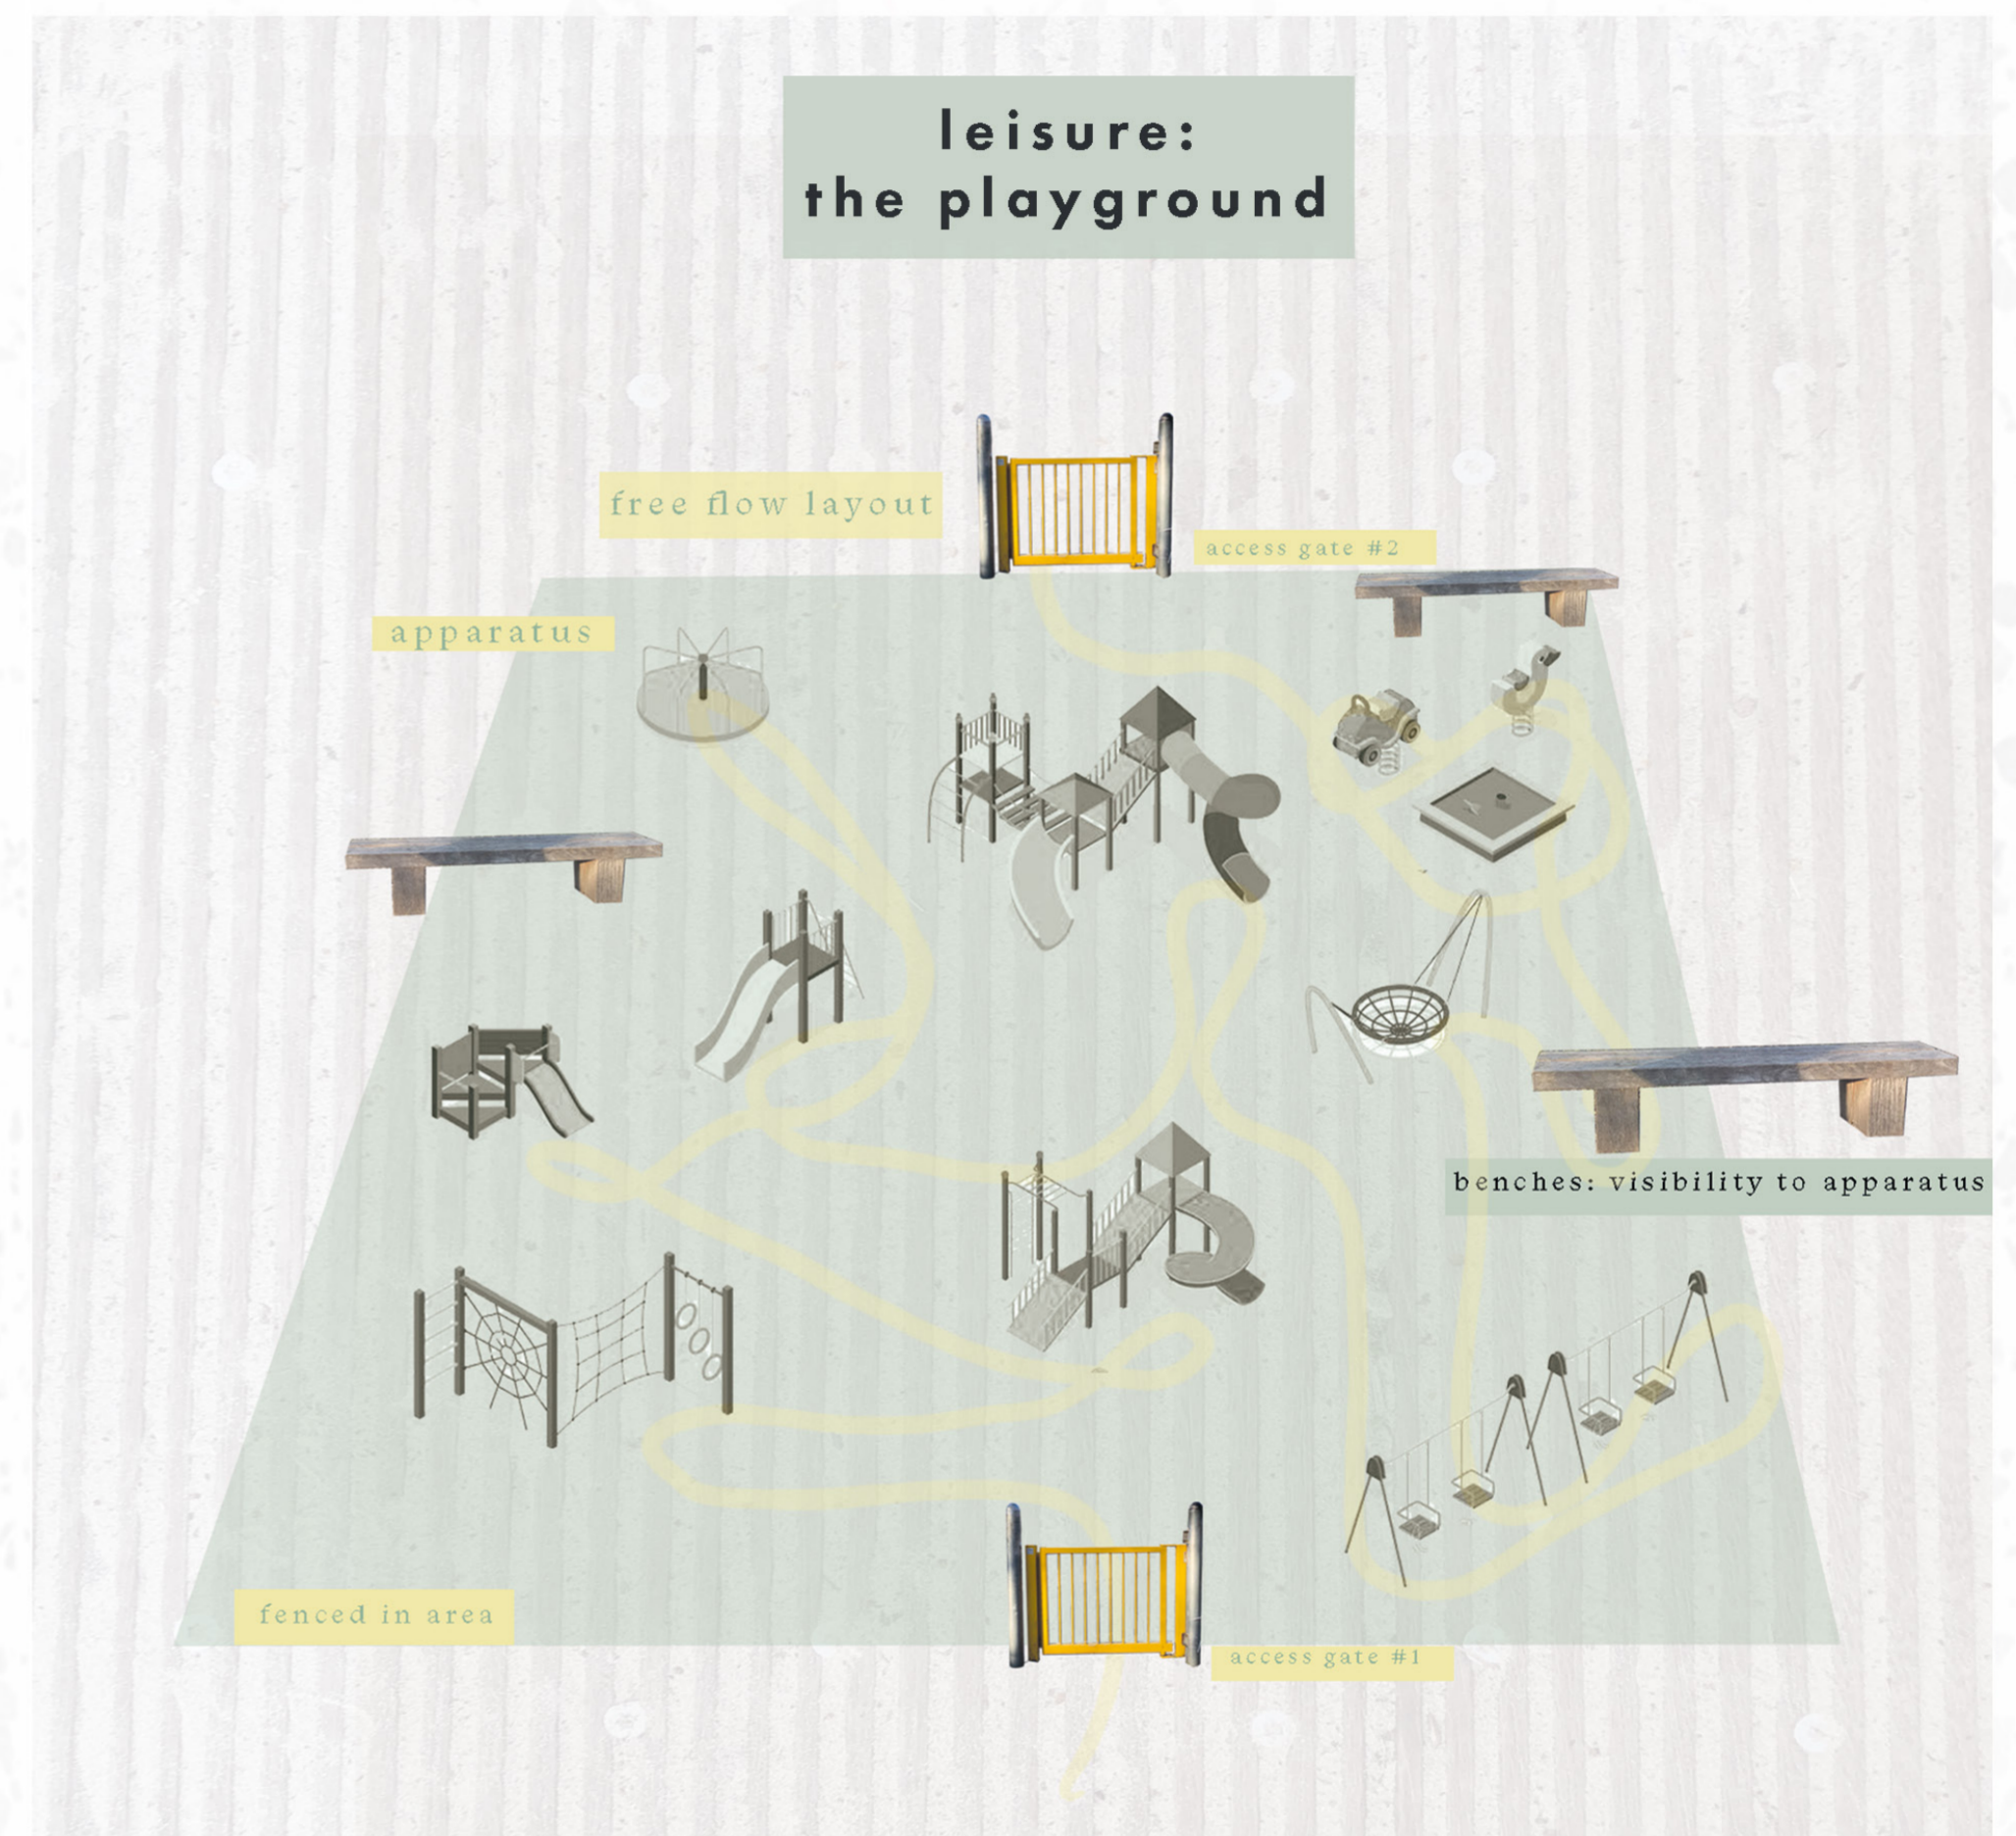 leisure:
the playground
free flow layout
access gate #2
apparatus
benches: visibility to apparatus
fenced in area
access gate #1